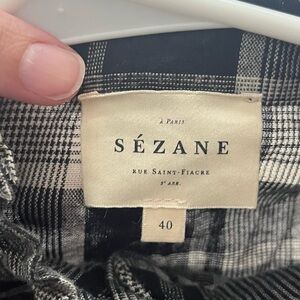 À PARIS
SÉZANE
RUE SAINT-FIACRE
2E ARR.
40